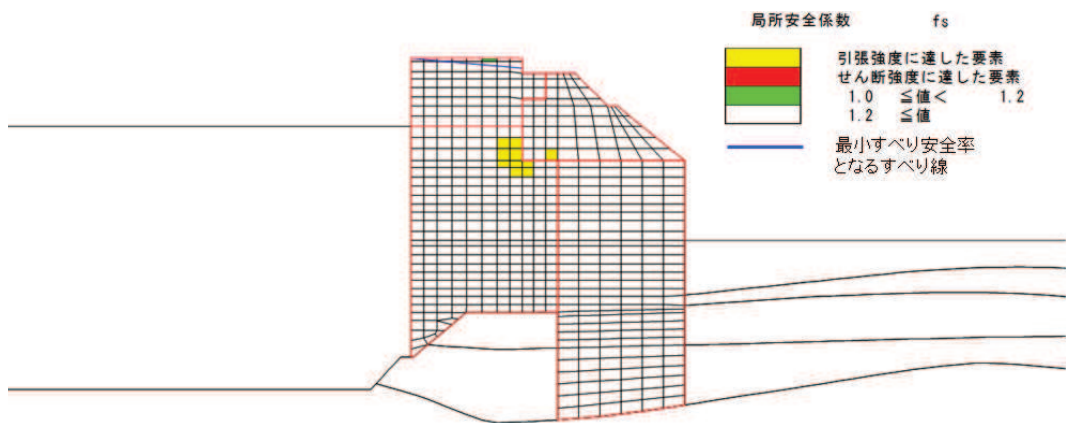 局所安全係数 fs
引張強度に達した要素
せん断強度に達した要素
1.0 ≦値< 1.2
1.2 ≦値
最小すべり安全率
となるすべり線